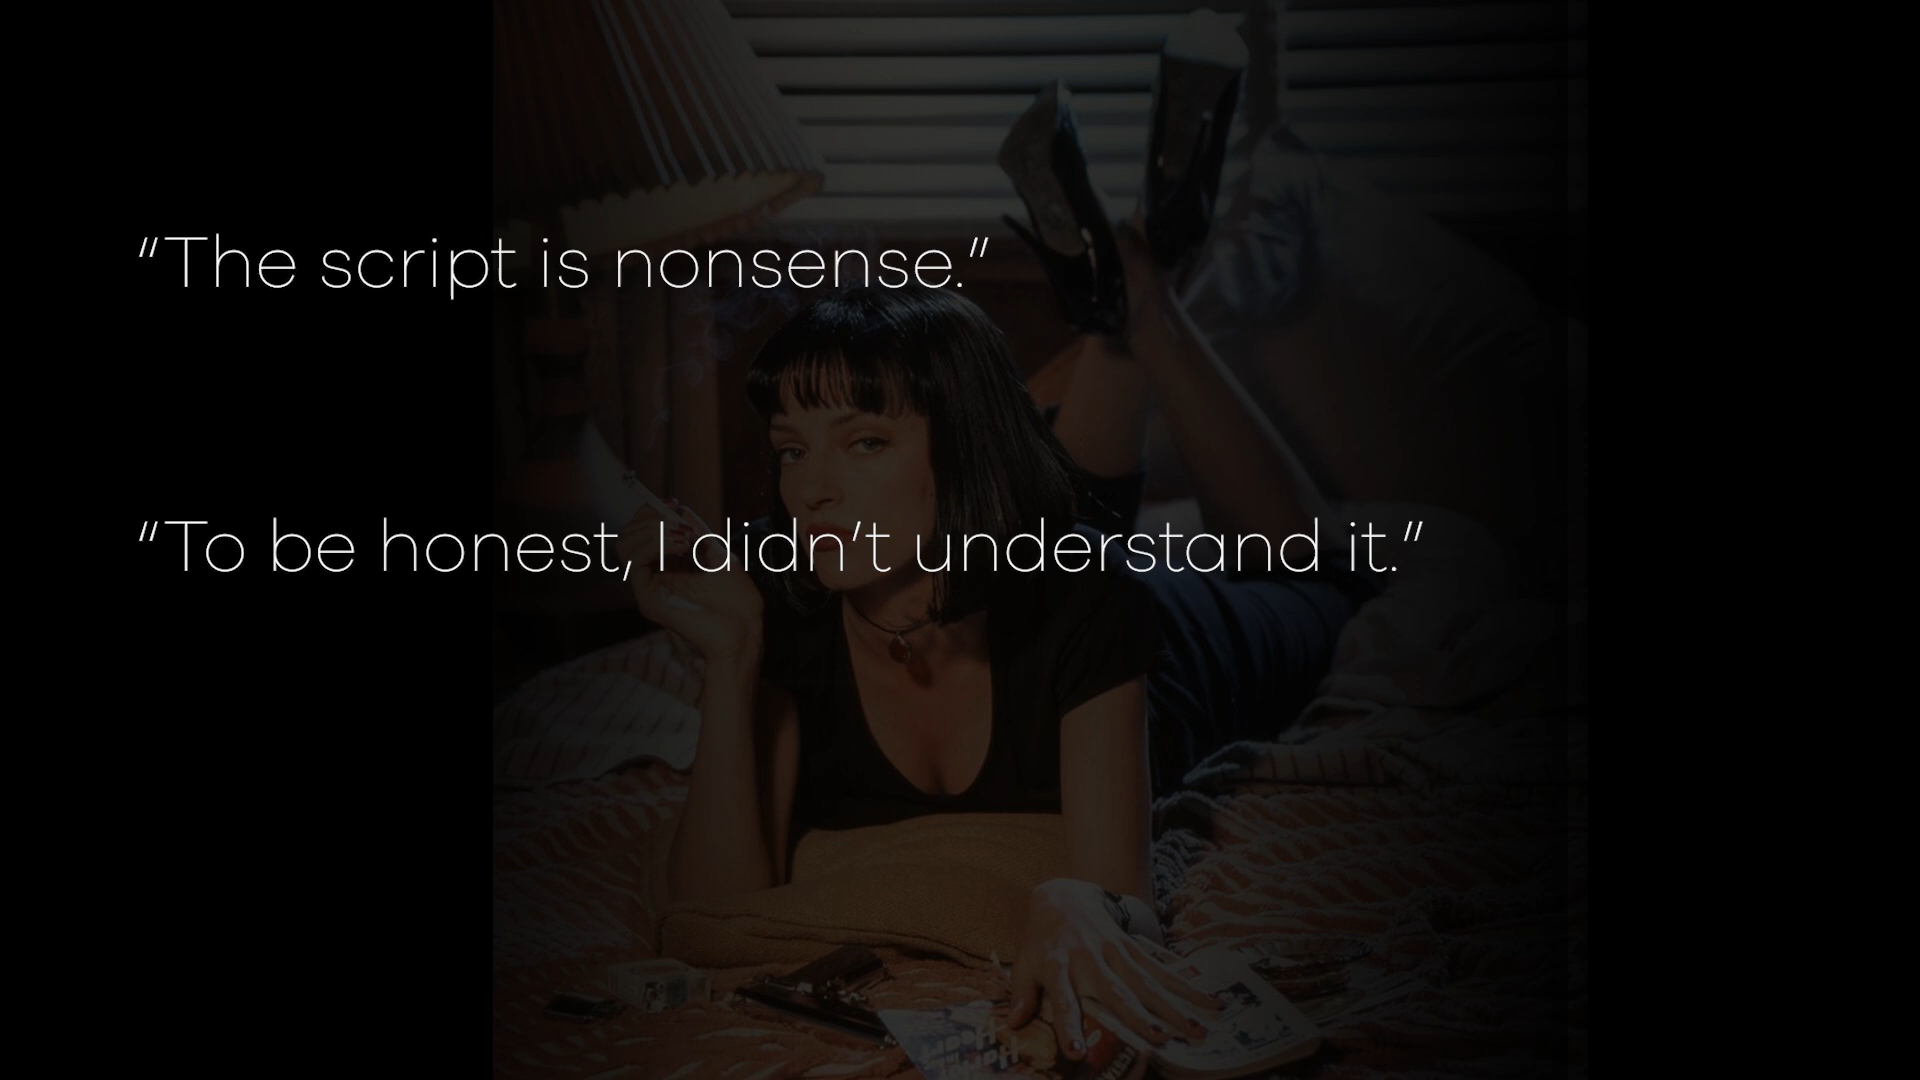 “The script is nonsense.”
“To be honest, I didn’t understand it.”